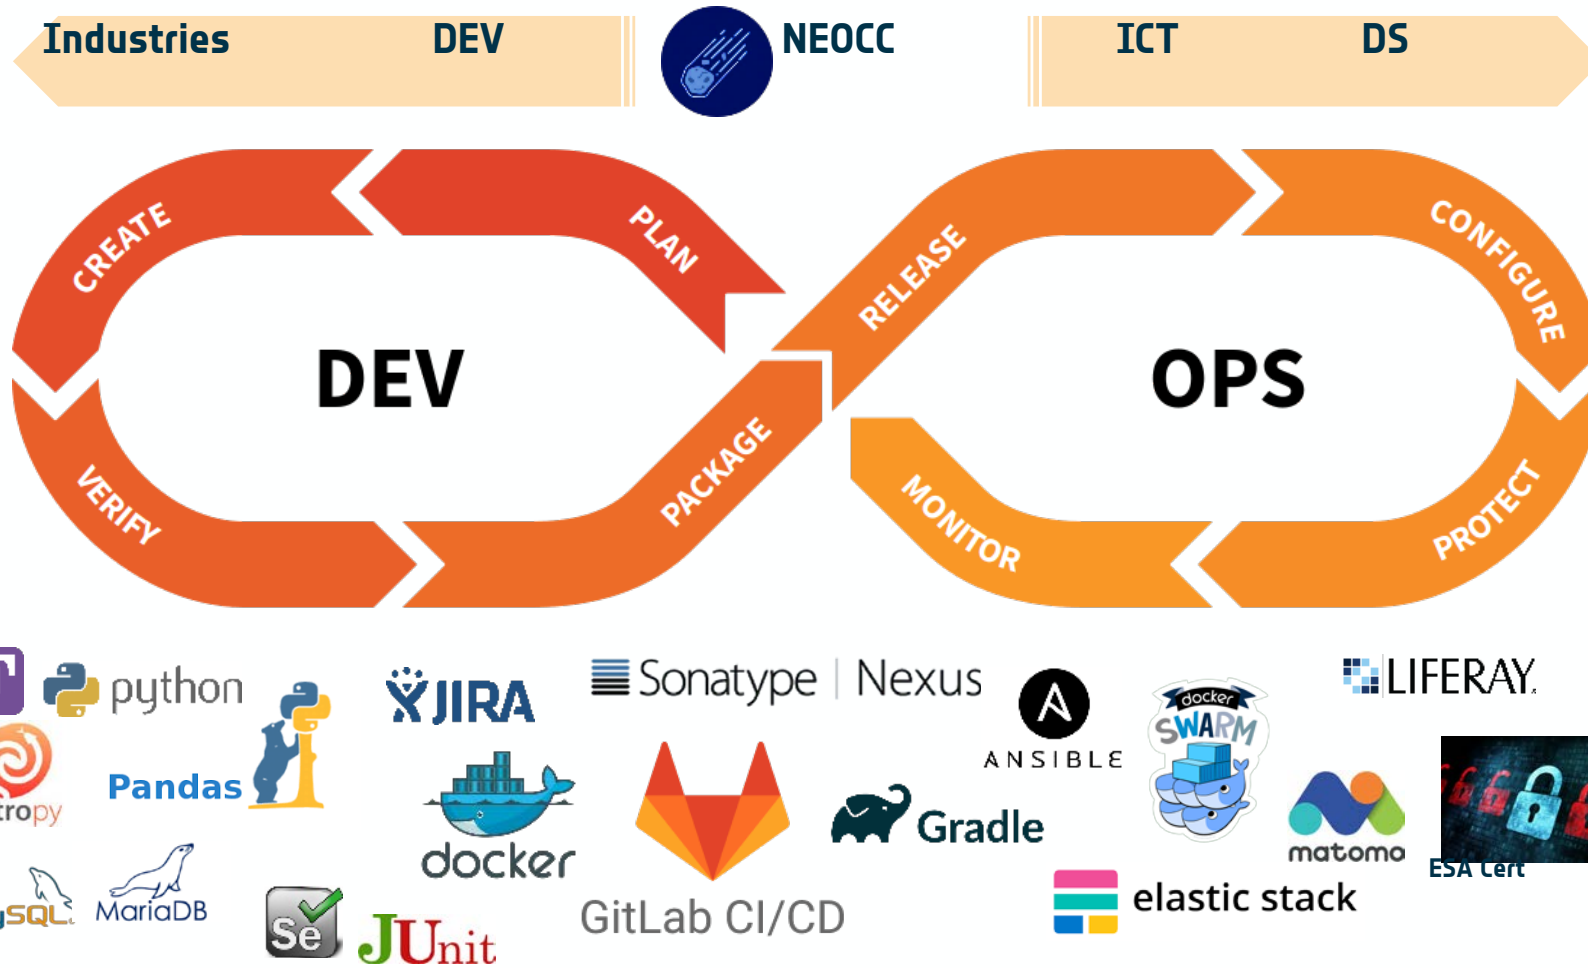 Industries DEV NEOCC ICT DS
CREATE
PLAN
RELEASE
CONFIGURE
DEV
OPS
VERIFY
PACKAGE
MONITOR
PROTECT
python
JIRA
Sonatype | Nexus
ANSIBLE
docker
SWARM
LIFERAY.
Pandas
tropy
docker
Gradle
matomo
ESA Cert
ySQL
MariaDB
Se
JUnit
GitLab CI/CD
elastic stack